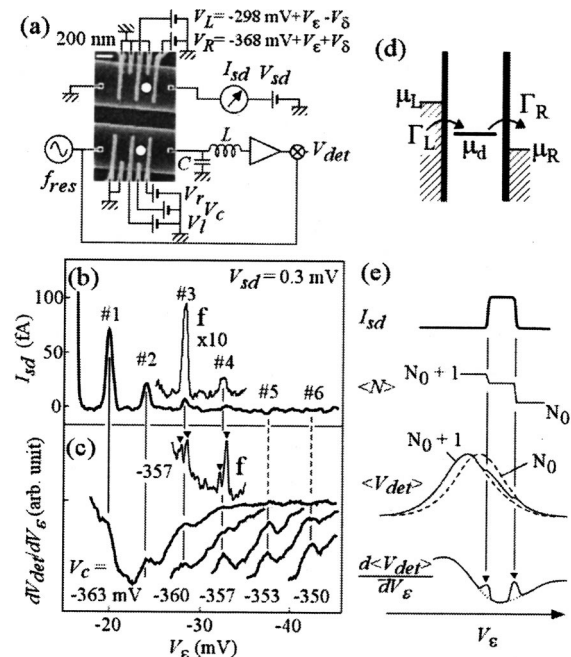 (a)
200 nm
V_L = -298 mV+V_ε-V_δ
V_R = -368 mV+V_ε+V_δ
I_sd V_sd
L
C
V_det
f_res
V_r
V_c
V_l
(b)
V_sd = 0.3 mV
I_sd (fA)
100
50
0
#1
#2
#3
f
x10
#4
#5
#6
(c)
-357
f
dV_det/dV_ε (arb. unit)
V_c =
-363 mV
-360
-357
-353
-350
-20
-30
-40
V_ε (mV)
(d)
μ_L
Γ_L
μ_d
Γ_R
μ_R
(e)
I_sd
<N>
N_0 + 1
N_0
<V_det>
N_0 + 1
N_0
d<V_det>
dV_ε
V_ε